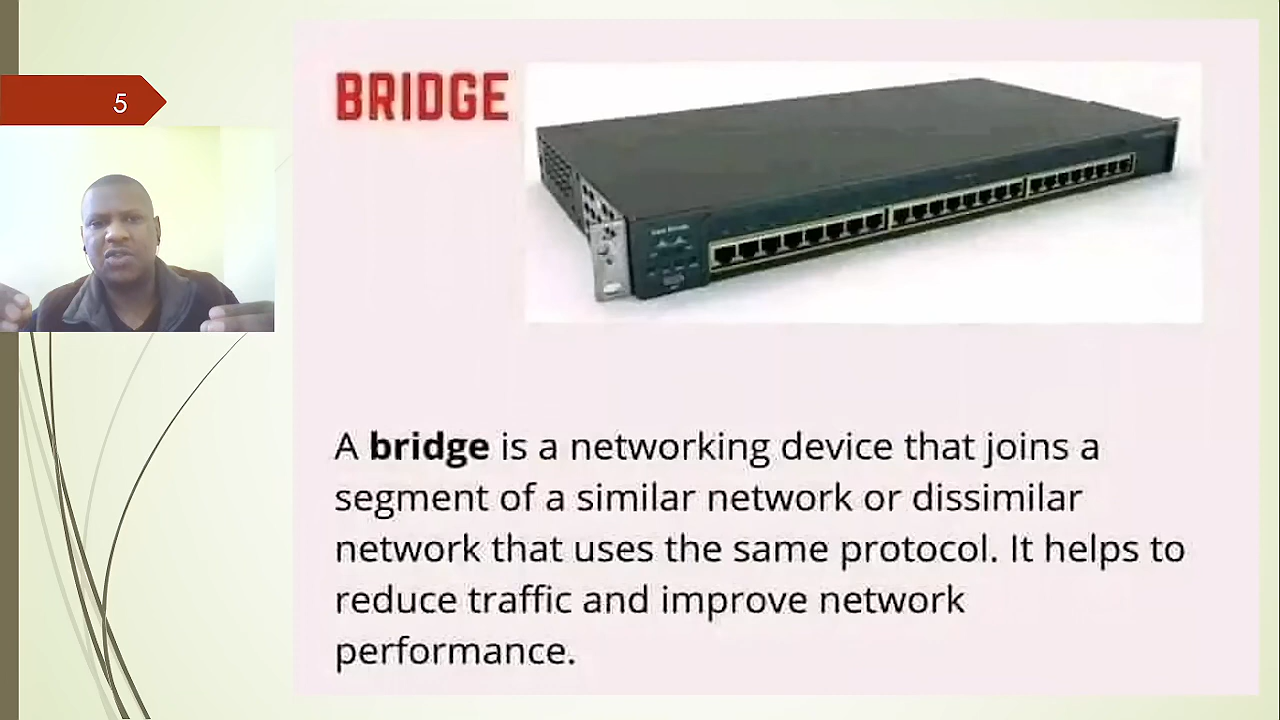 5
BRIDGE
A bridge is a networking device that joins a
segment of a similar network or dissimilar
network that uses the same protocol. It helps to
reduce traffic and improve network
performance.